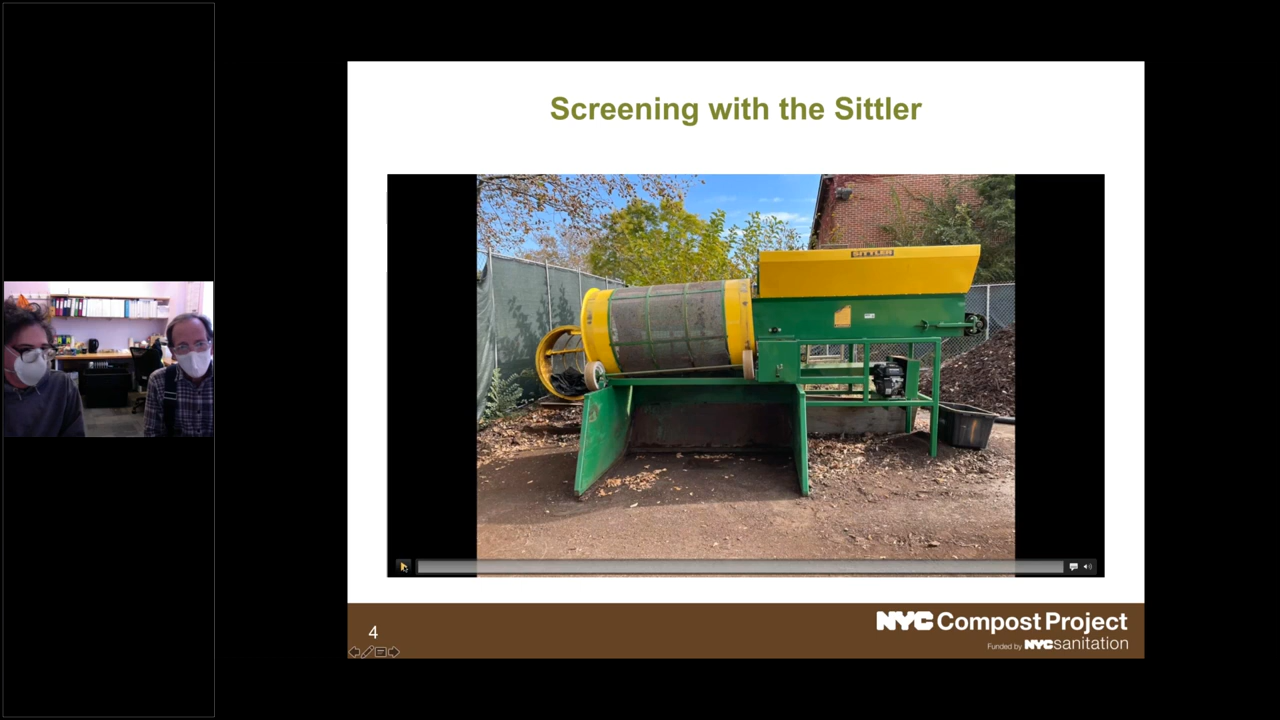 Screening with the Sittler
SITTLER
4
NYC Compost Project
Funded by NYC sanitation